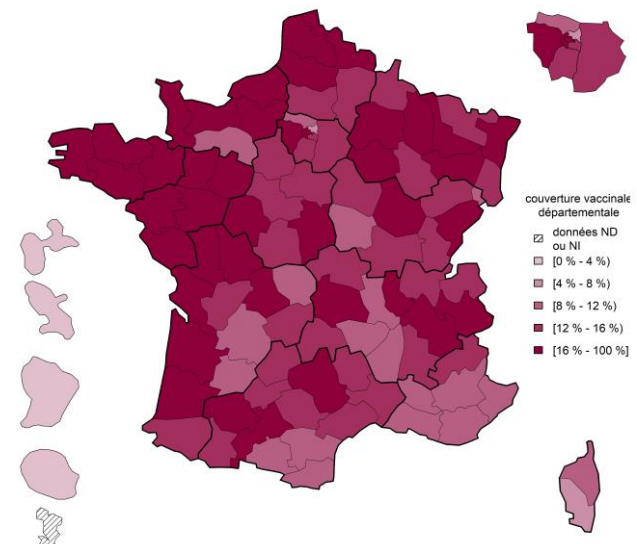 couverture vaccinale
départementale
données ND
ou NI
[0 % - 4 %)
[4 % - 8 %)
[8 % - 12 %)
[12 % - 16 %)
[16 % - 100 %]